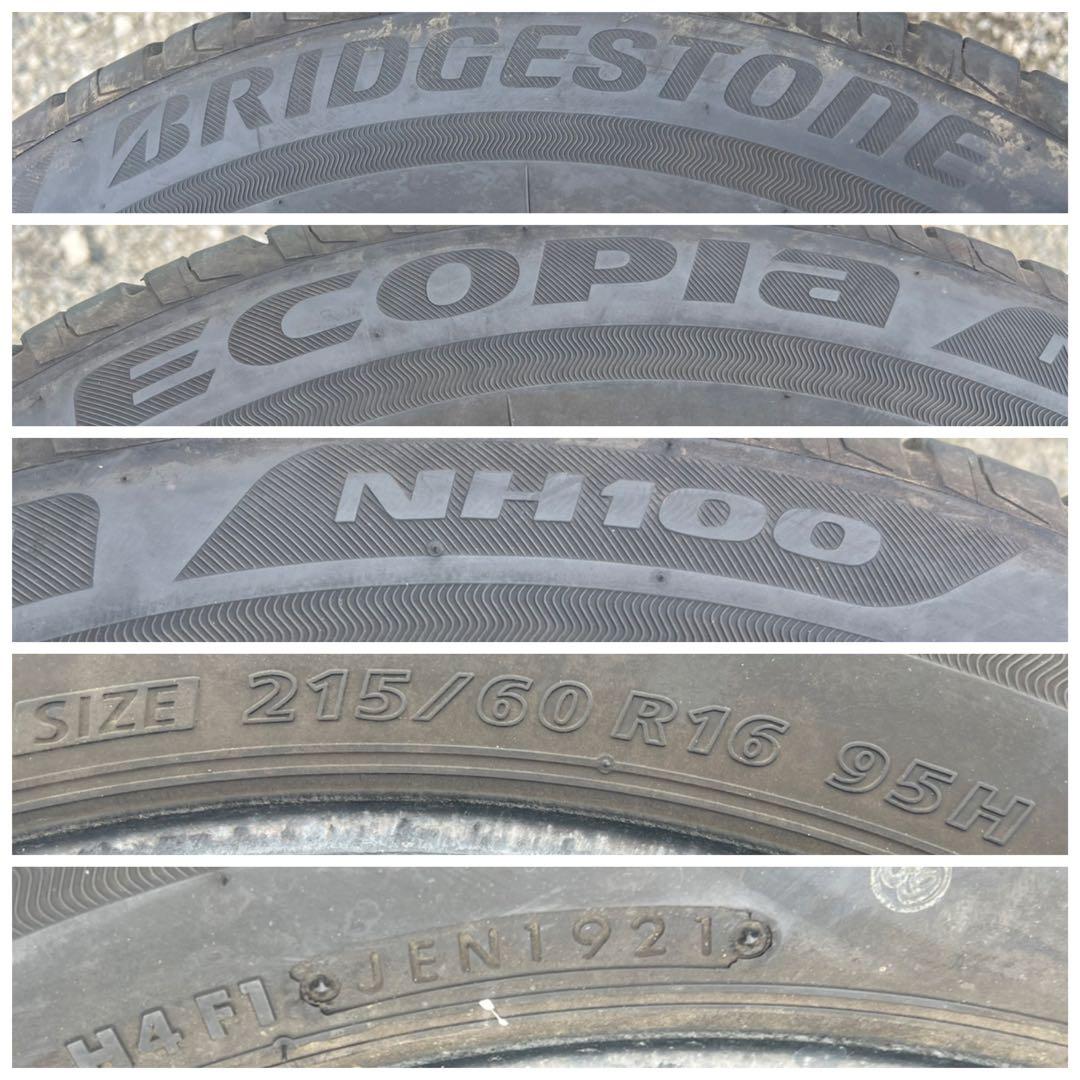 BRIDGESTONE
ECOPIA
NH100
SIZE 215/60 R16 95H
H4F1 JEN1921